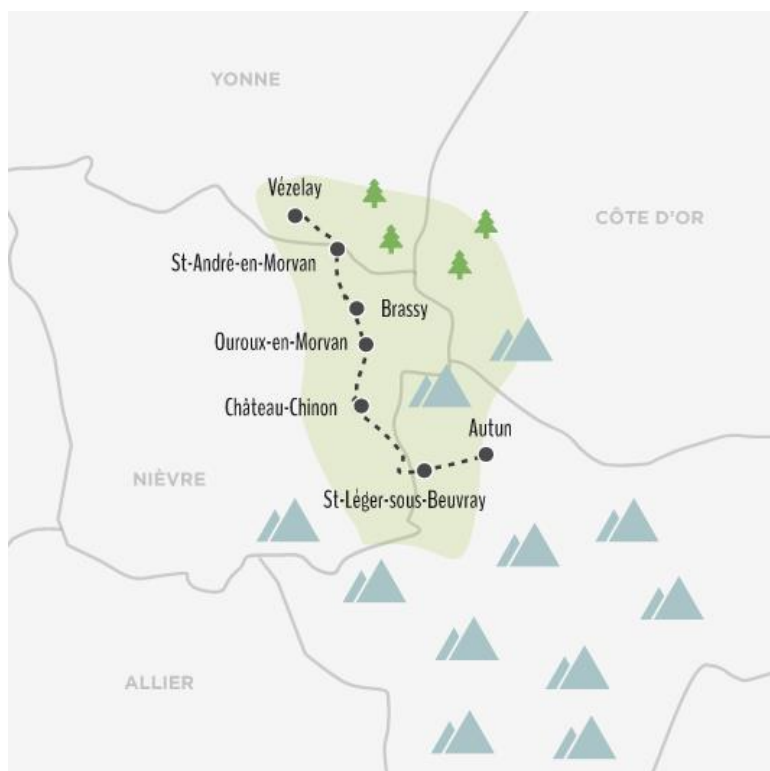 YONNE
Vézelay
CÔTE D'OR
St-André-en-Morvan
Brassy
Ouroux-en-Morvan
Château-Chinon
Autun
NIÈVRE
St-Léger-sous-Beuvray
ALLIER